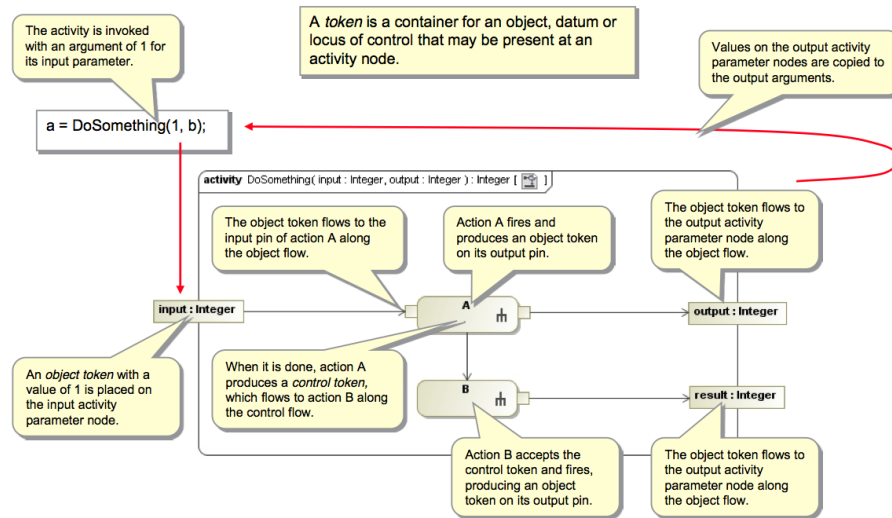 The activity is invoked
with an argument of 1 for
its input parameter.
A token is a container for an object, datum or
locus of control that may be present at an
activity node.
Values on the output activity
parameter nodes are copied to
the output arguments.
a = DoSomething(1, b);
activity DoSomething( input : Integer, output : Integer ) : Integer [ ]
The object token flows to the
input pin of action A along
the object flow.
Action A fires and
produces an object token
on its output pin.
The object token flows to
the output activity
parameter node along
the object flow.
input : Integer
A
output : Integer
An object token with a
value of 1 is placed on
the input activity
parameter node.
When it is done, action A
produces a control token,
which flows to action B along
the control flow.
B
result : Integer
Action B accepts the
control token and fires,
producing an object
token on its output pin.
The object token flows to
the output activity
parameter node along
the object flow.